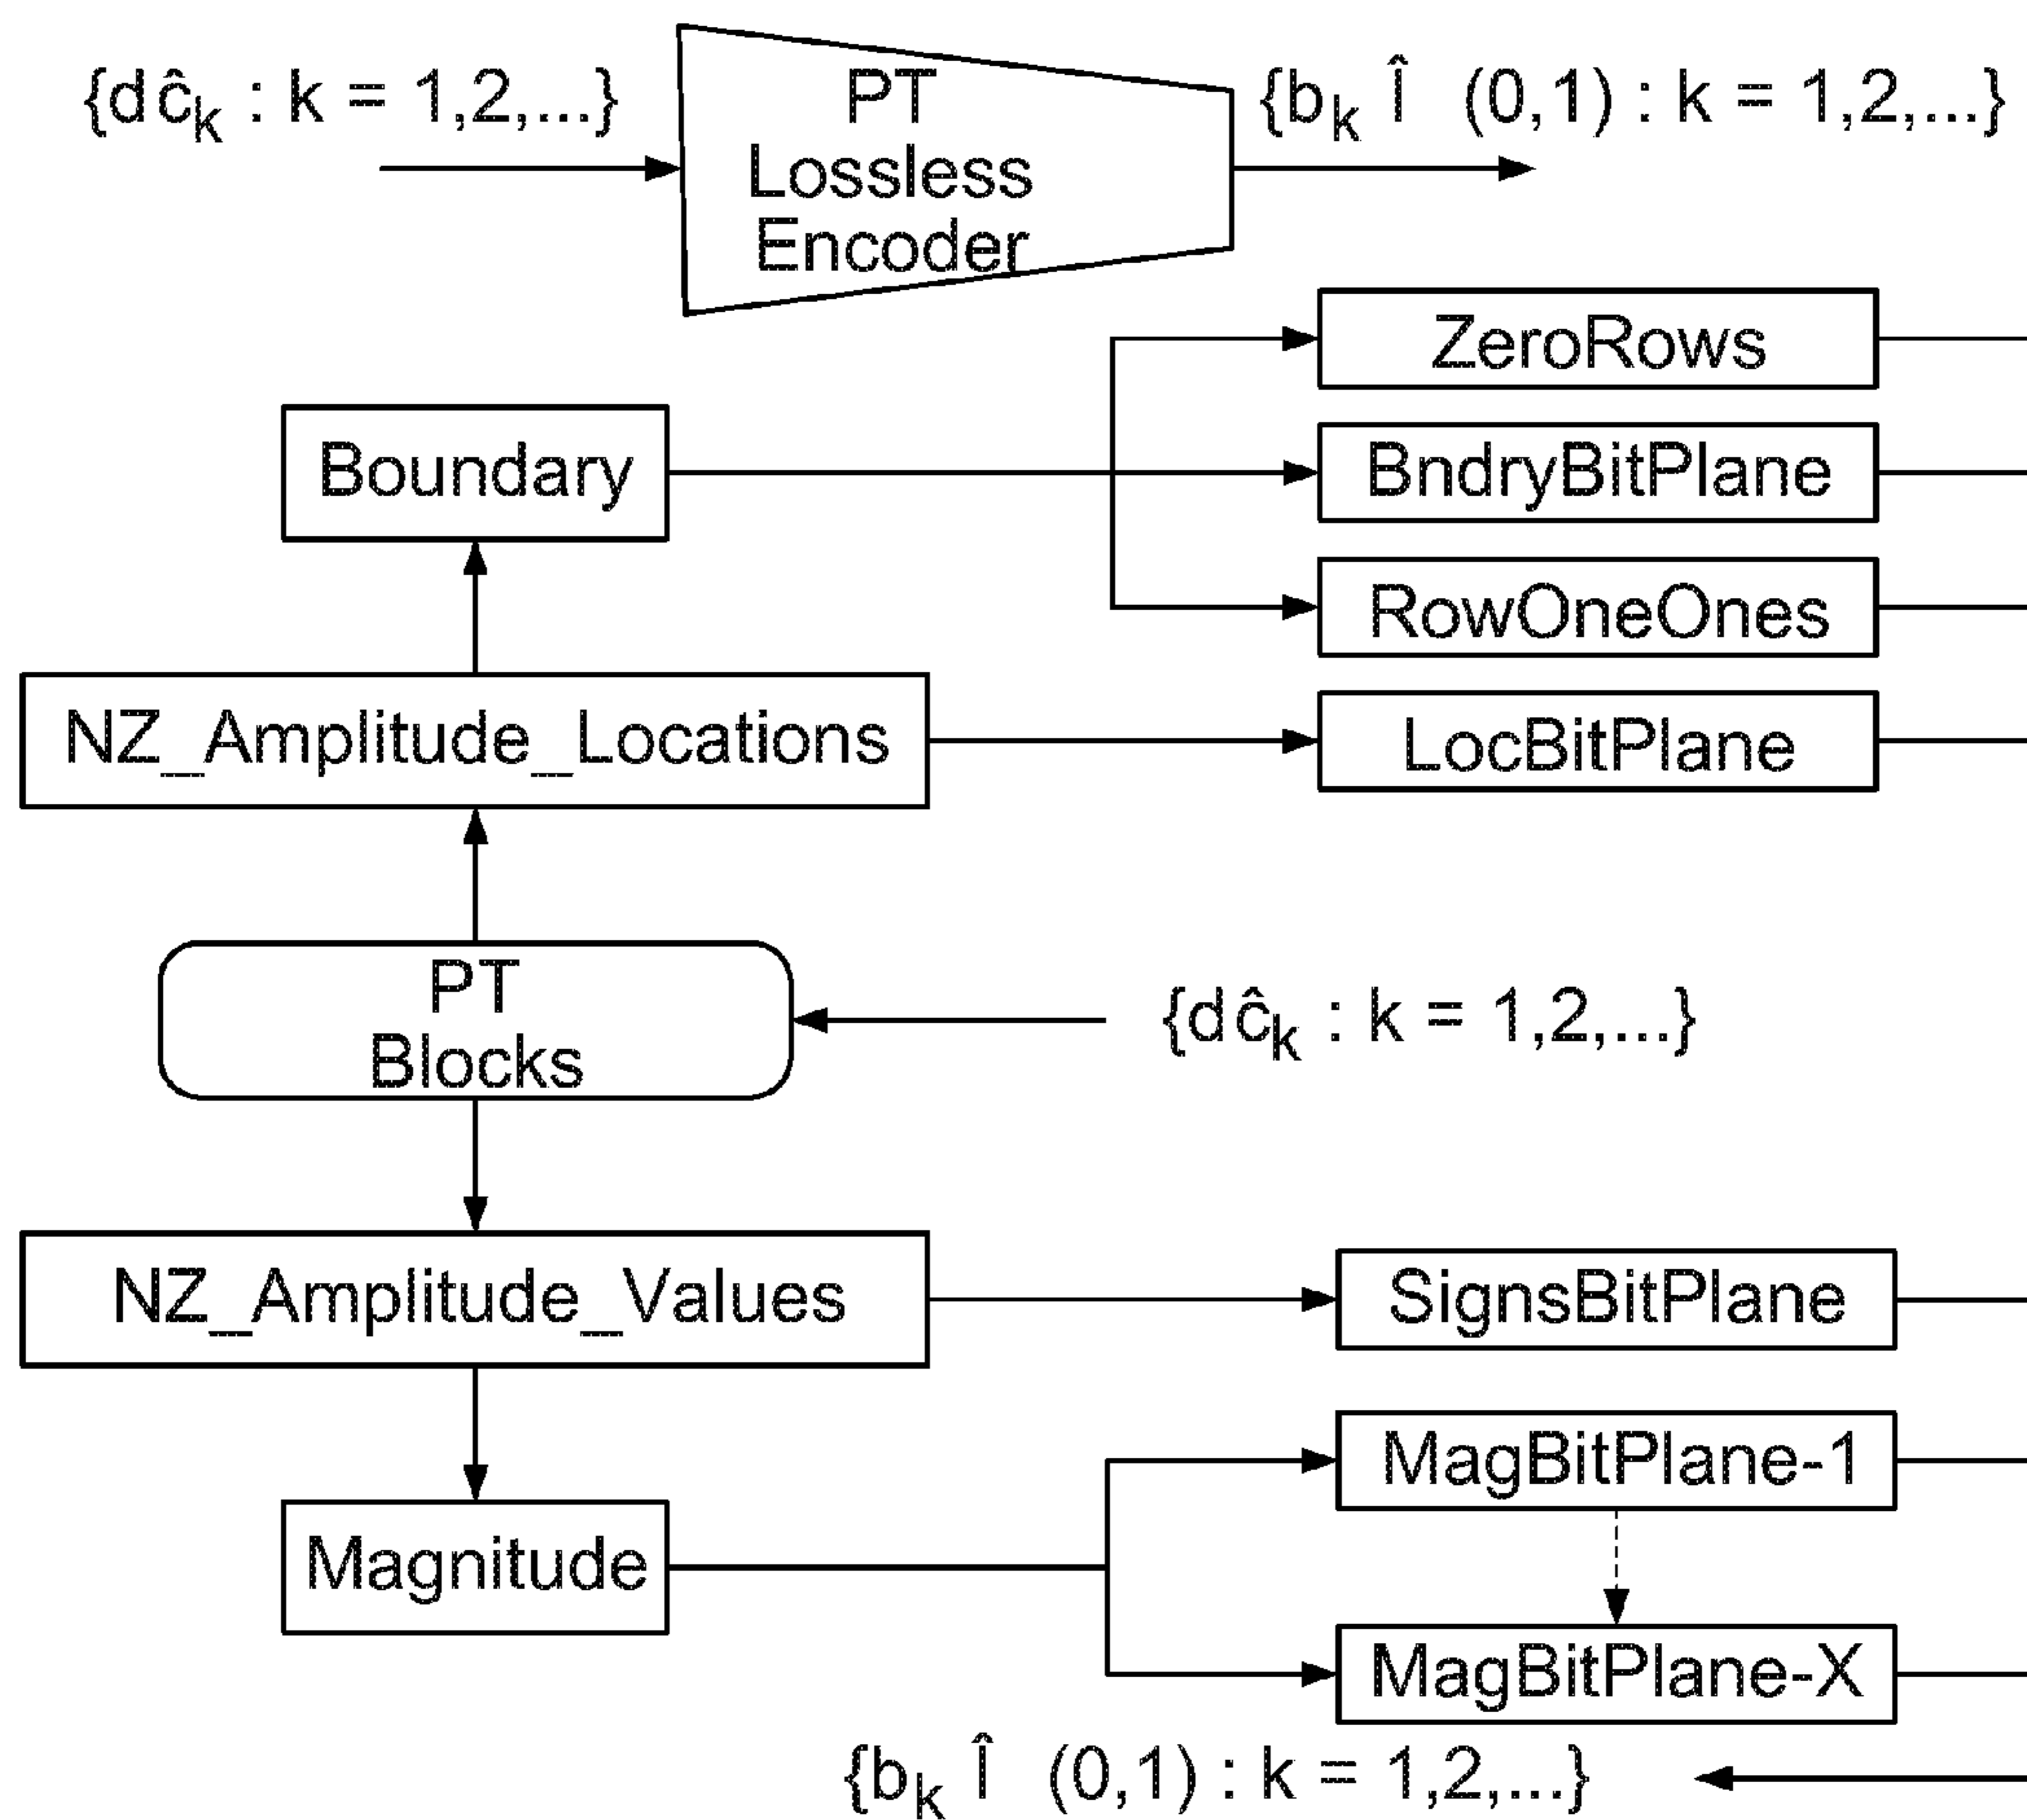 {dĉk : k = 1,2,...}
PT
Lossless
Encoder
{bk Î (0,1) : k = 1,2,...}
ZeroRows
Boundary
BndryBitPlane
RowOneOnes
NZ_Amplitude_Locations
LocBitPlane
PT
Blocks
{dĉk : k = 1,2,...}
NZ_Amplitude_Values
SignsBitPlane
MagBitPlane-1
Magnitude
MagBitPlane-X
{bk Î (0,1) : k = 1,2,...}